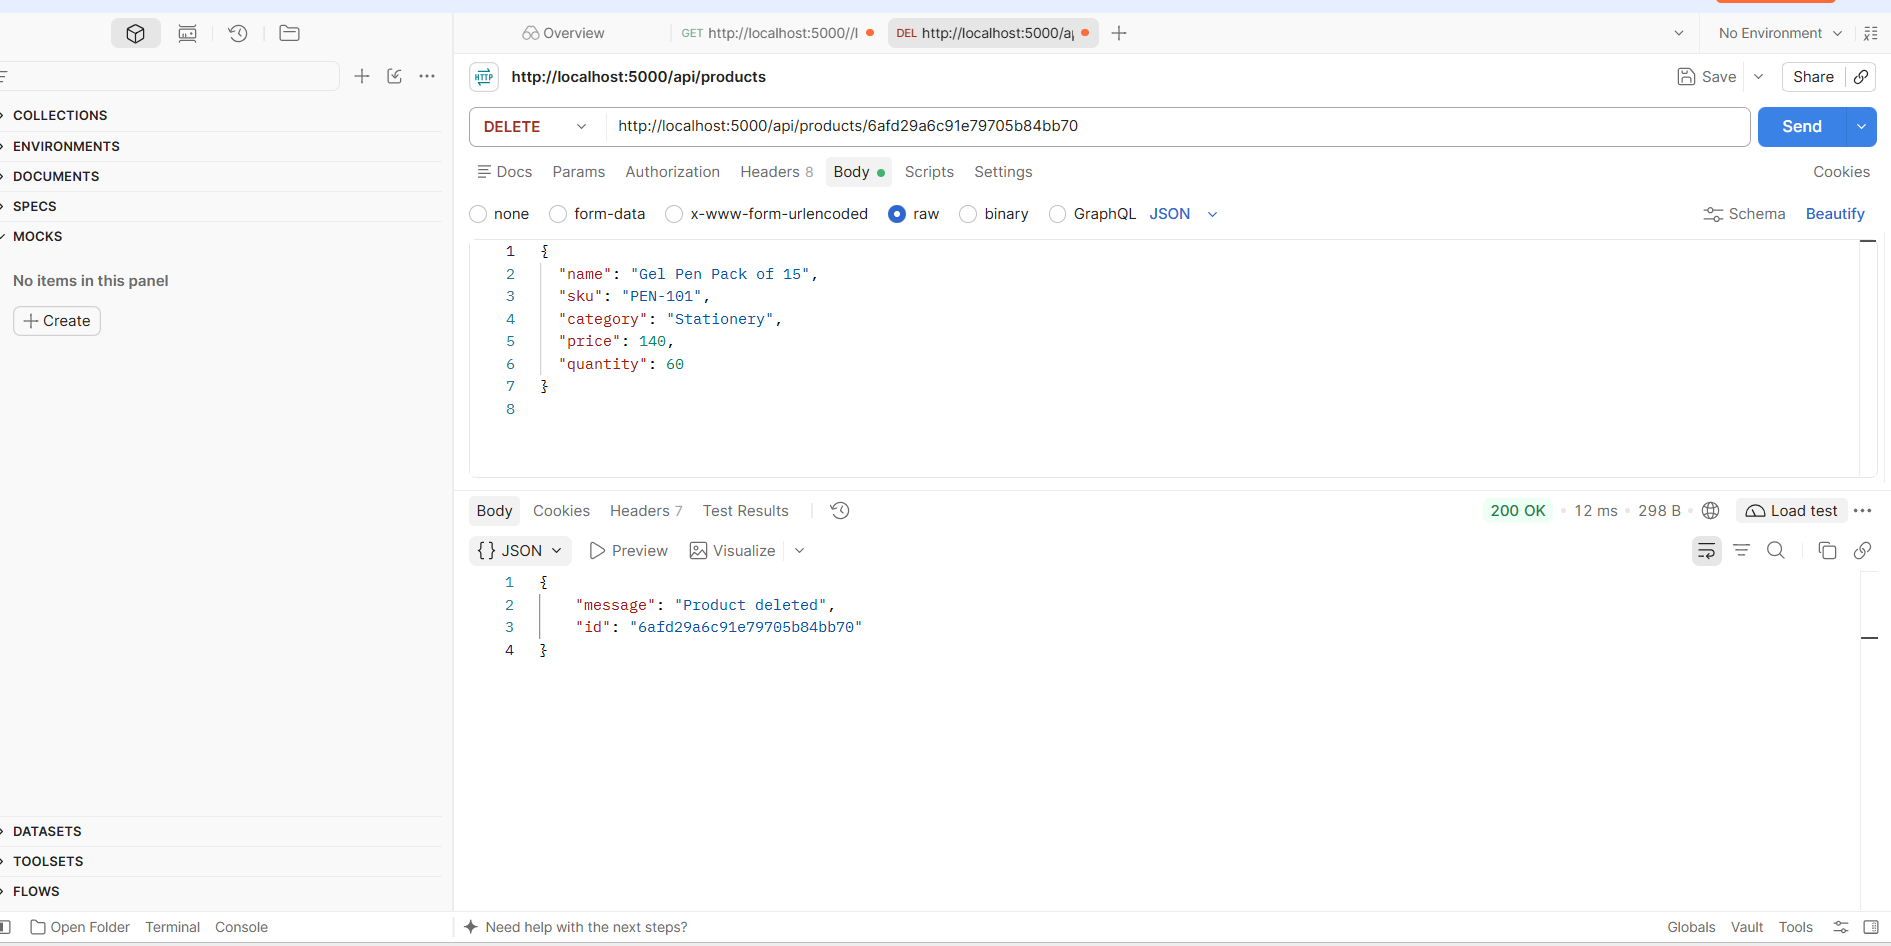 Overview
GET http://localhost:5000//l
DEL http://localhost:5000/a
No Environment
http://localhost:5000/api/products
Save
Share
COLLECTIONS
ENVIRONMENTS
DOCUMENTS
SPECS
MOCKS
No items in this panel
Create
DELETE
http://localhost:5000/api/products/6afd29a6c91e79705b84bb70
Send
Docs Params Authorization Headers 8 Body Scripts Settings
Cookies
none form-data x-www-form-urlencoded raw binary GraphQL JSON
Schema Beautify
1 {
2 "name": "Gel Pen Pack of 15",
3 "sku": "PEN-101",
4 "category": "Stationery",
5 "price": 140,
6 "quantity": 60
7 }
8
Body Cookies Headers 7 Test Results
200 OK 12 ms 298 B Load test
{} JSON Preview Visualize
1 {
2 "message": "Product deleted",
3 "id": "6afd29a6c91e79705b84bb70"
4 }
DATASETS
TOOLSETS
FLOWS
Open Folder Terminal Console
Need help with the next steps?
Globals Vault Tools